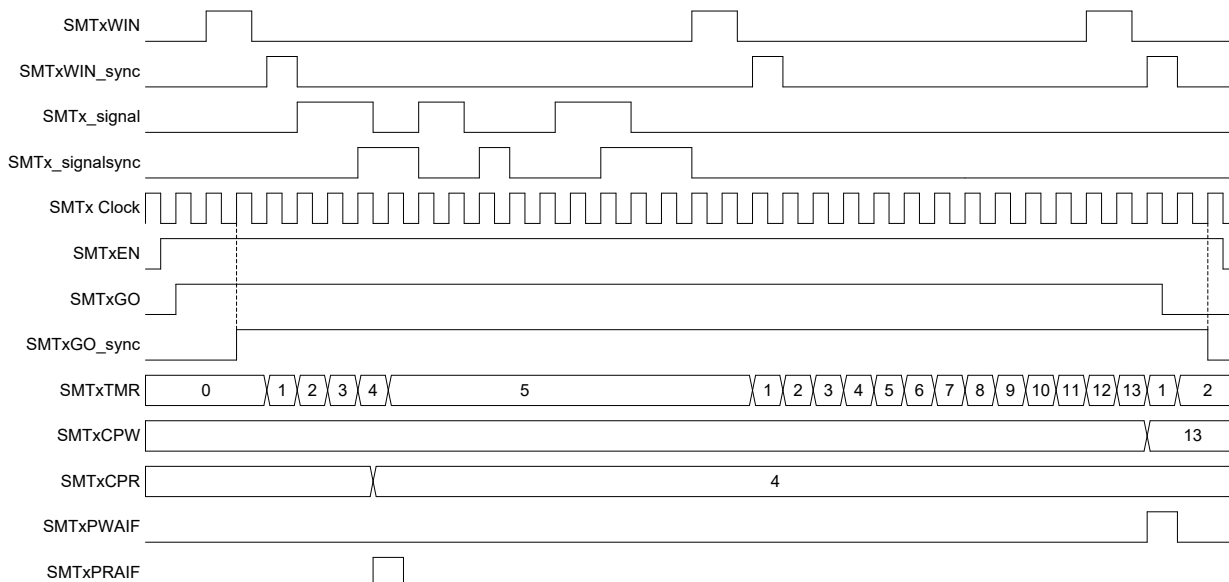 SMTxWIN
SMTxWIN_sync
SMTx_signal
SMTx_signalsync
SMTx Clock
SMTxEN
SMTxGO
SMTxGO_sync
SMTxTMR 0 1 2 3 4 5 1 2 3 4 5 6 7 8 9 10 11 12 13 1 2
SMTxCPW 13
SMTxCPR 4
SMTxPWAIF
SMTxPRAIF